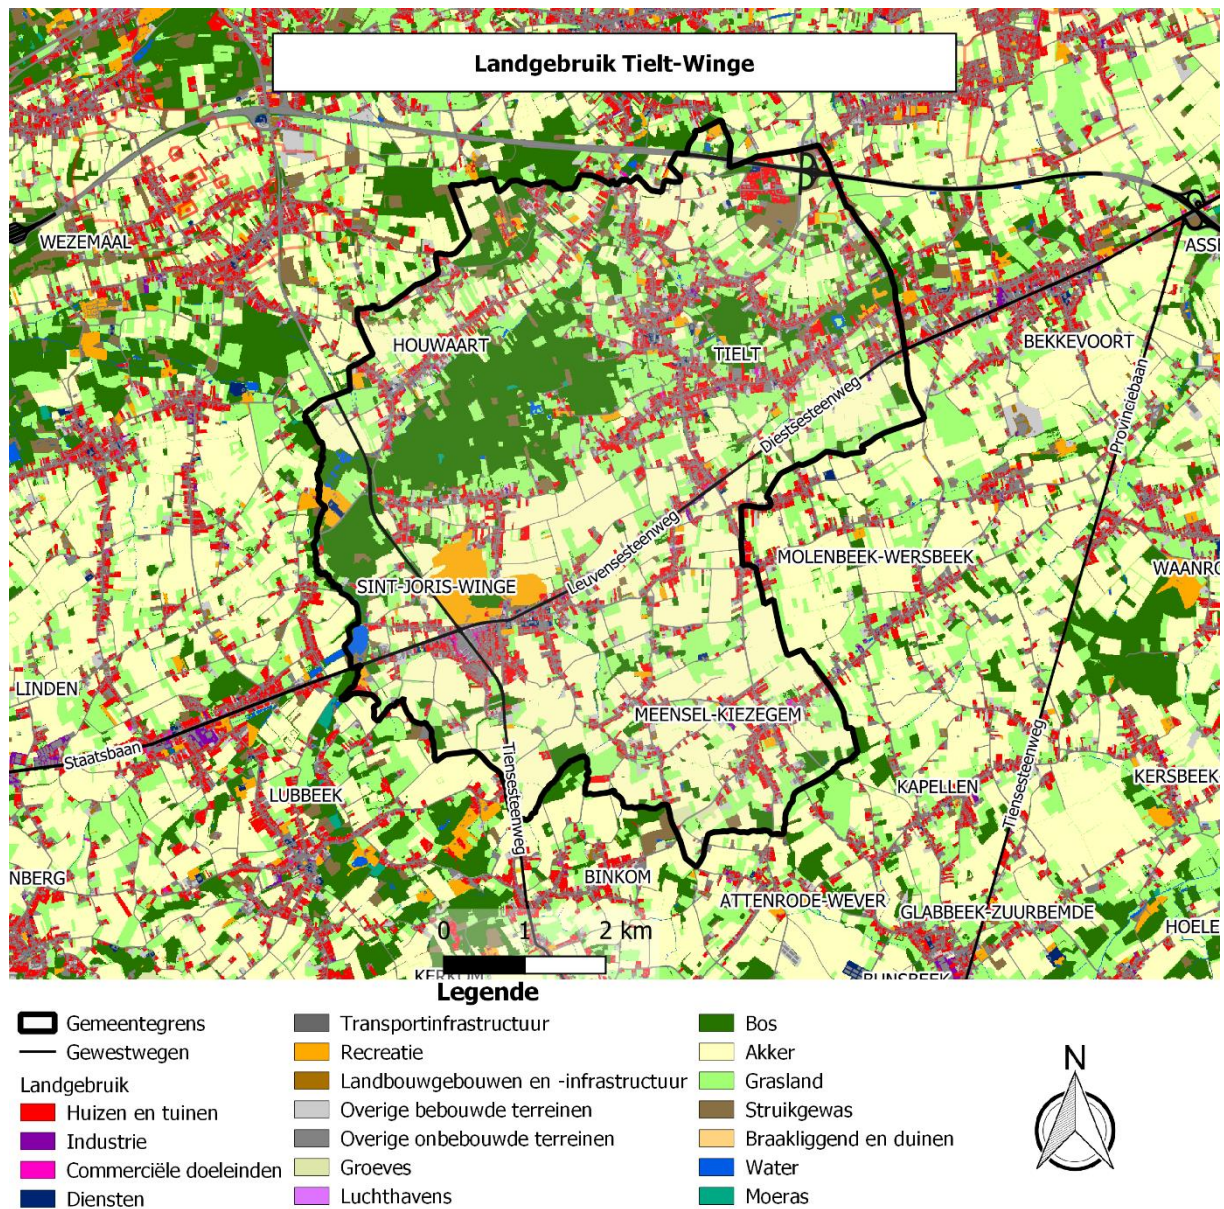 Landgebruik Tielt-Winge
WEZEMAAL
HOUWAART
TIELT
BEKKEVOORT
Diestsesteenweg
Provinciebaan
Leuvensesteenweg
MOLENBEEK-WERSBEEK
SINT-JORIS-WINGE
LINDEN
MEENSEL-KIEZEGEM
Staatsbaan
Tiensesteenweg
Tiensesteenweg
LUBBEEK
KAPELLEN
KERSBEEK-
BINKOM
ATTENRODE-WEVER
GLABBEEK-ZUURBEMDE
0 1 2 km
Legende
Gemeentegrens
Gewestwegen
Landgebruik
Huizen en tuinen
Industrie
Commerciële doeleinden
Diensten
Transportinfrastructuur
Recreatie
Landbouwgebouwen en -infrastructuur
Overige bebouwde terreinen
Overige onbebouwde terreinen
Groeves
Luchthavens
Bos
Akker
Grasland
Struikgewas
Braakliggend en duinen
Water
Moeras
N